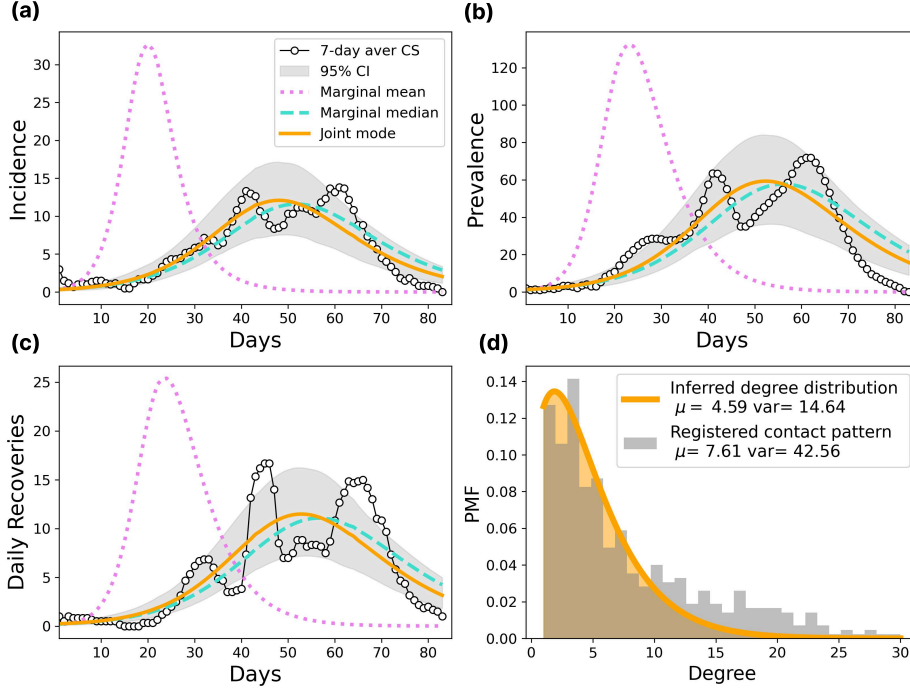 (a)
30
25
20
15
10
5
0
Incidence
10 20 30 40 50 60 70 80
Days
7-day aver CS
95% CI
Marginal mean
Marginal median
Joint mode
(b)
120
100
80
60
40
20
0
Prevalence
10 20 30 40 50 60 70 80
Days
(c)
25
20
15
10
5
0
Daily Recoveries
10 20 30 40 50 60 70 80
Days
(d)
0.14
0.12
0.10
0.08
0.06
0.04
0.02
0.00
PMF
0 5 10 15 20 25 30
Degree
Inferred degree distribution
μ = 4.59 var= 14.64
Registered contact pattern
μ= 7.61 var= 42.56